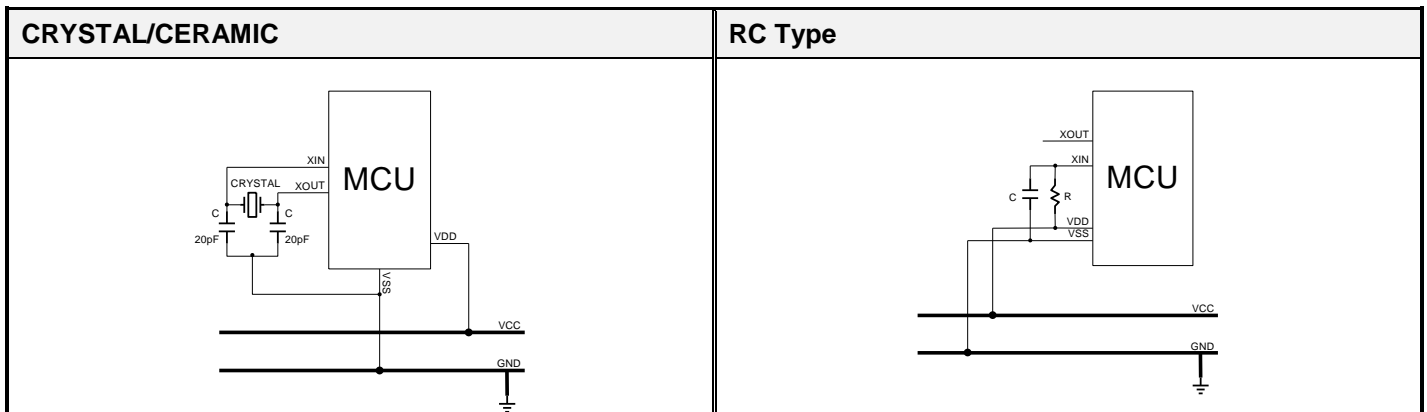 CRYSTAL/CERAMIC
RC Type
XIN
MCU
CRYSTAL
XOUT
C
C
20pF
20pF
VDD
VSS
VCC
GND
XOUT
XIN
MCU
C
R
VDD
VSS
VCC
GND